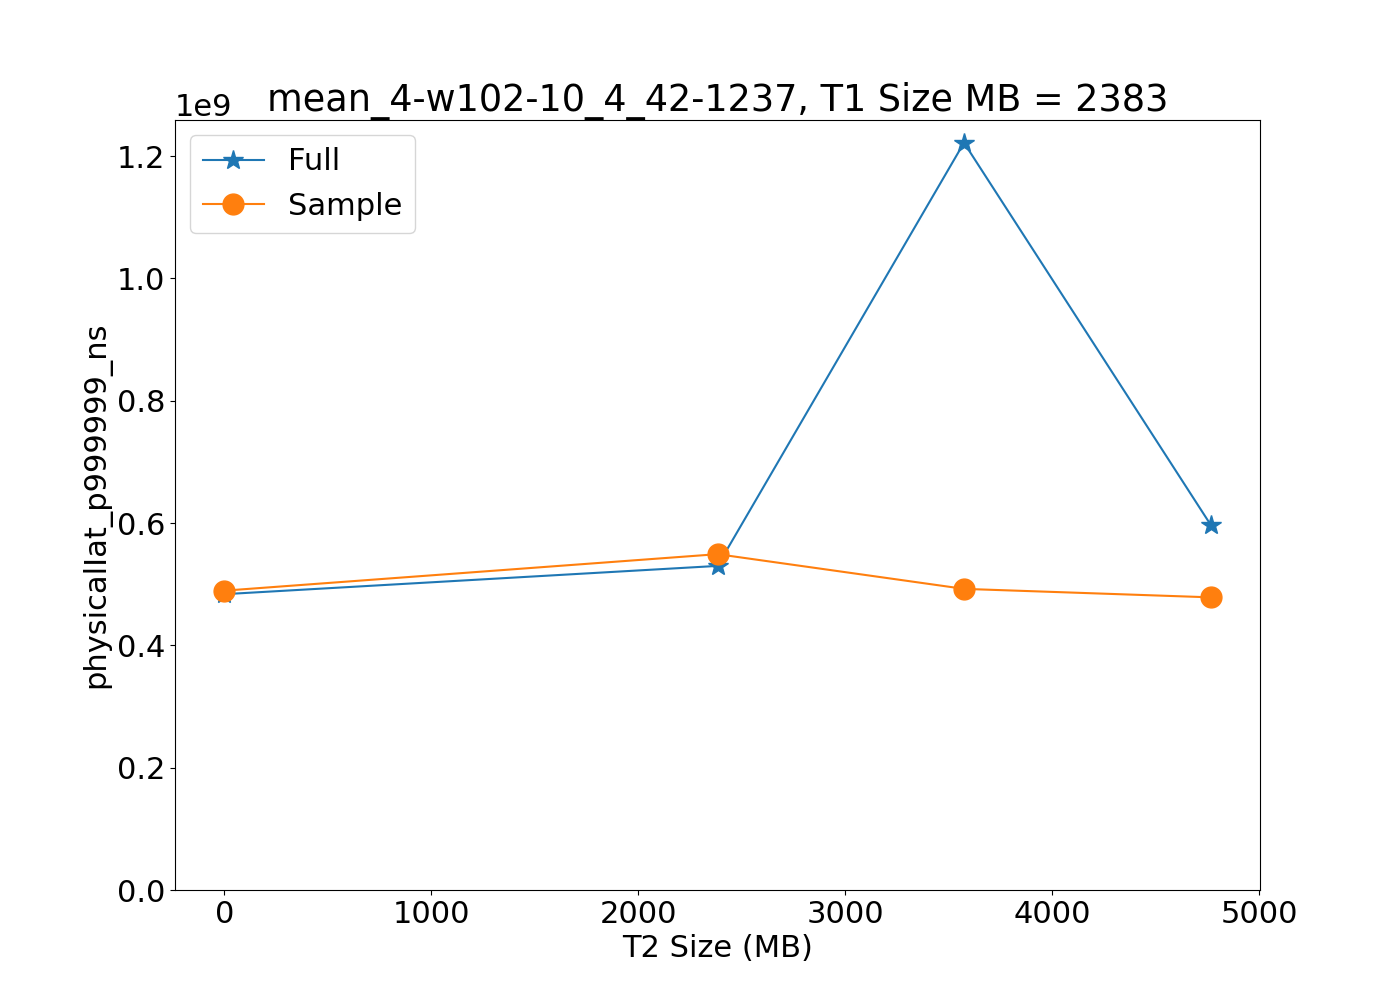 mean_4-w102-10_4_42-1237, T1 Size MB = 2383
1e9
Full
Sample
1.2
1.0
0.8
0.6
0.4
0.2
0.0
physicallat_p999999_ns
0 1000 2000 3000 4000 5000
T2 Size (MB)